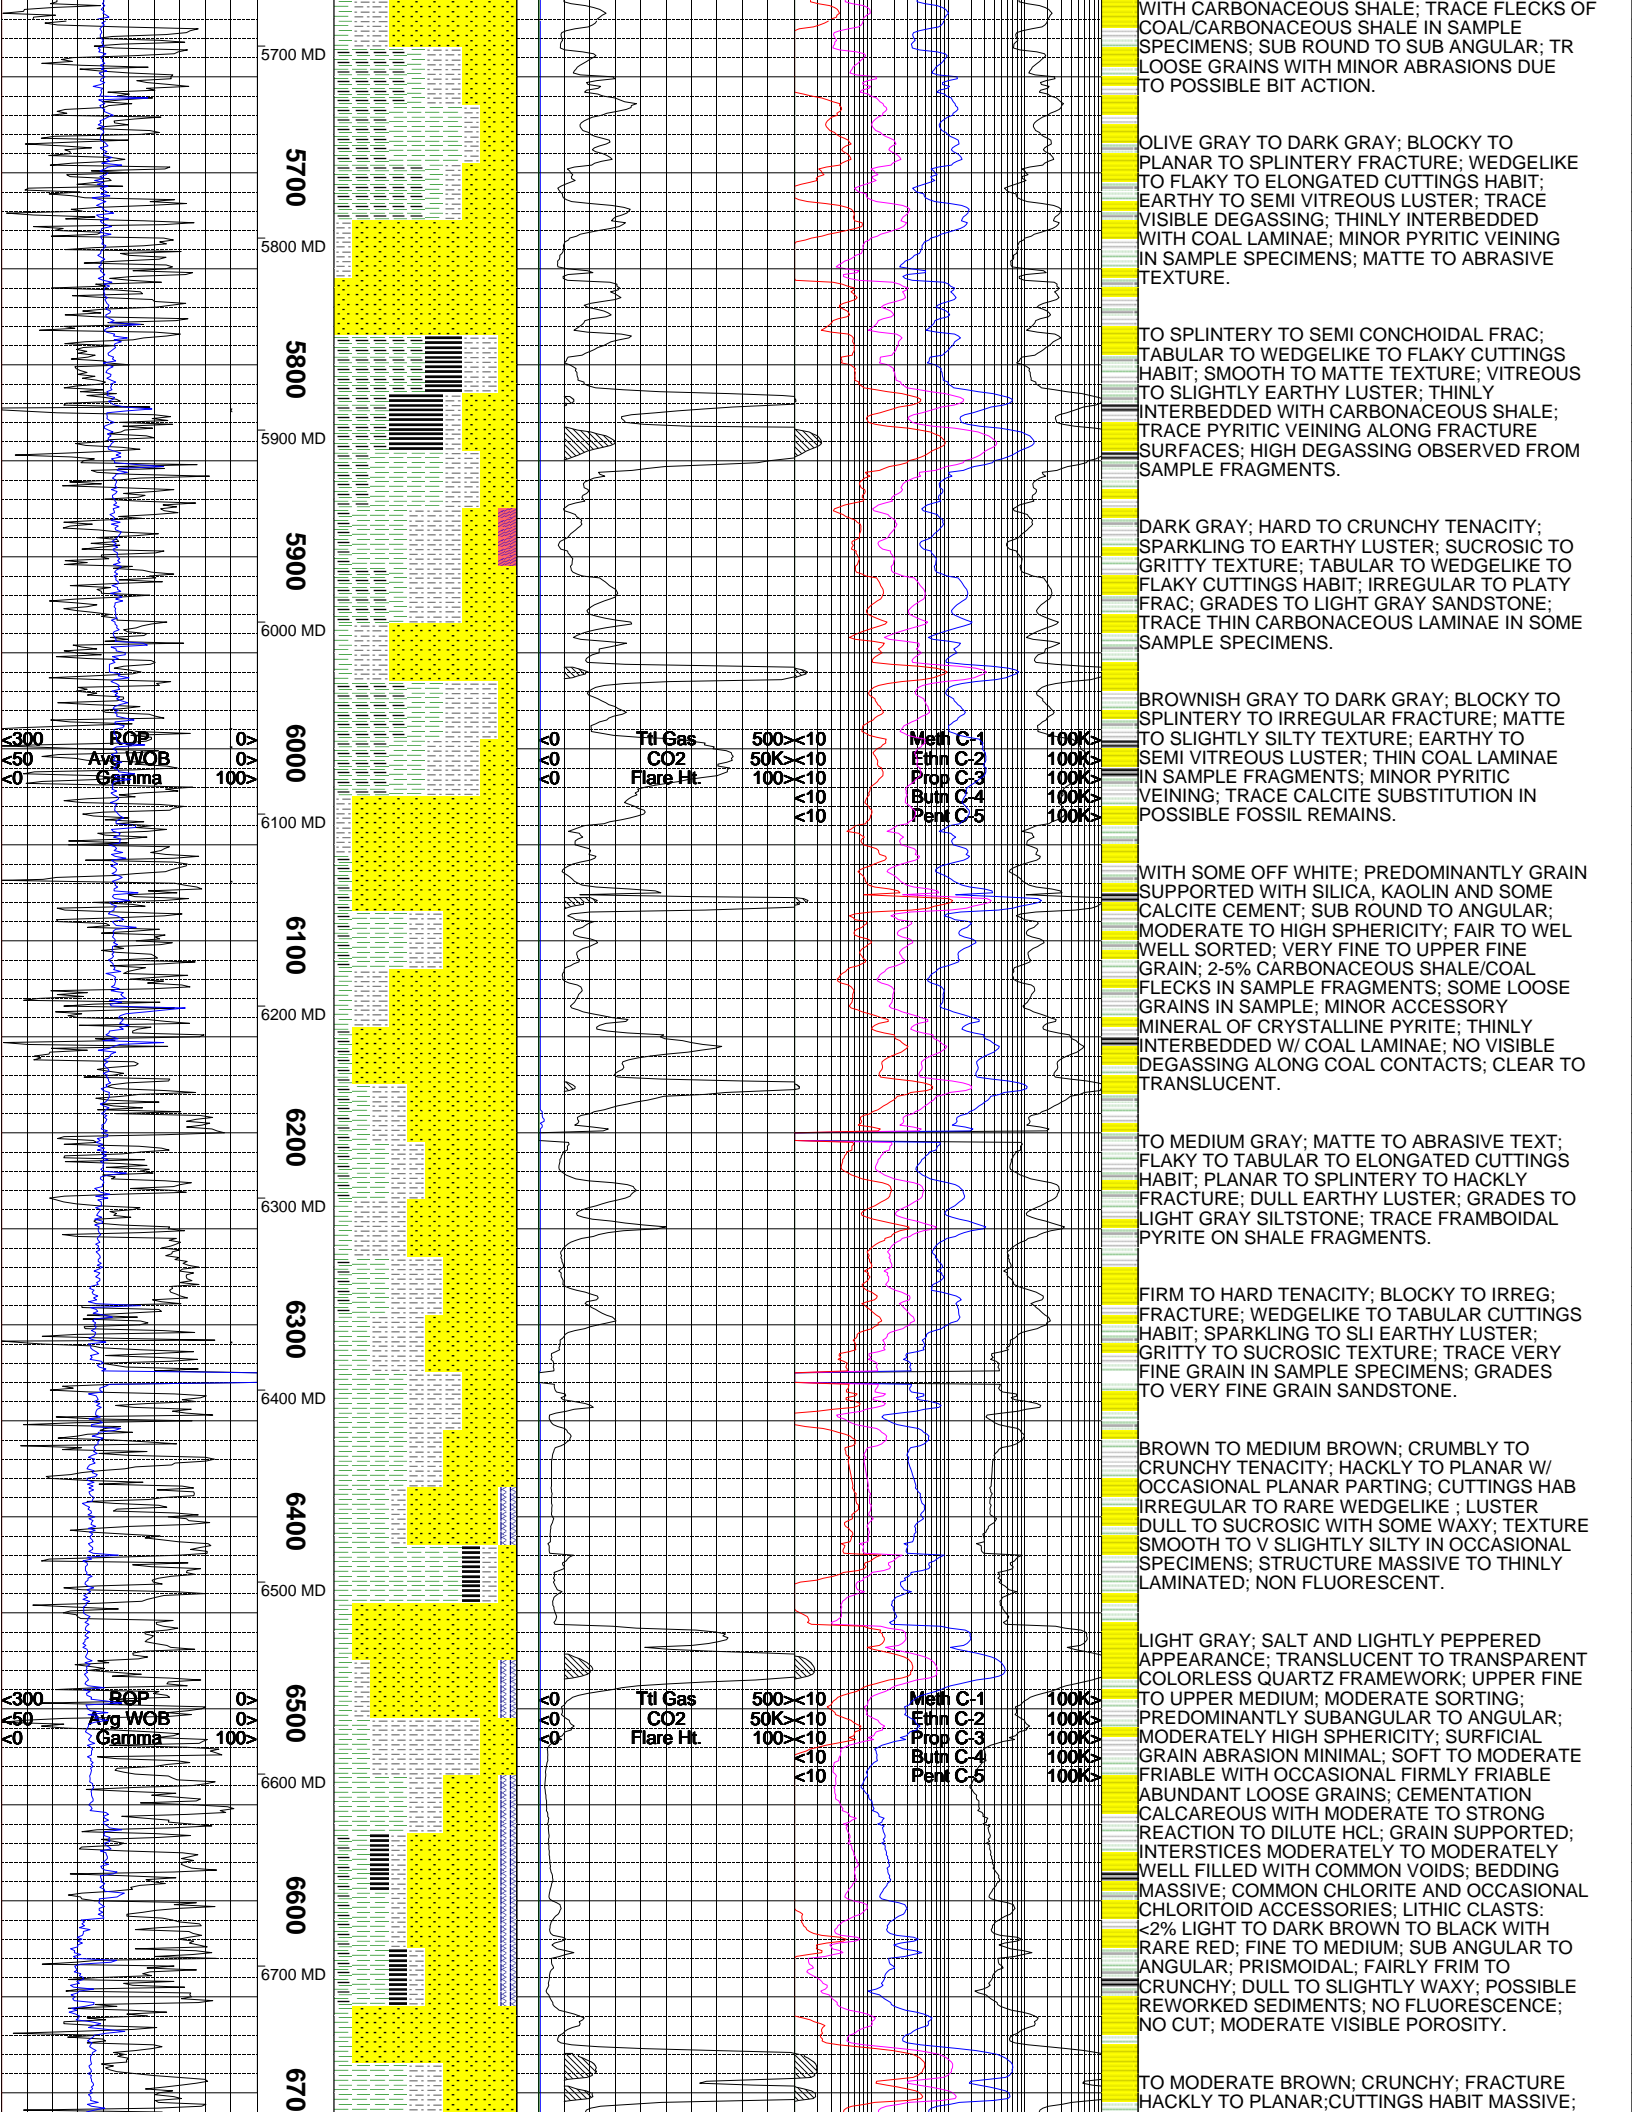 WITH CARBONACEOUS SHALE; TRACE FLECKS OF
COAL/CARBONACEOUS SHALE IN SAMPLE
SPECIMENS; SUB ROUND TO SUB ANGULAR; TR
LOOSE GRAINS WITH MINOR ABRASIONS DUE
TO POSSIBLE BIT ACTION.
5700 MD
OLIVE GRAY TO DARK GRAY; BLOCKY TO
PLANAR TO SPLINTERY FRACTURE; WEDGELIKE
TO FLAKY TO ELONGATED CUTTINGS HABIT;
EARTHY TO SEMI VITREOUS LUSTER; TRACE
VISIBLE DEGASSING; THINLY INTERBEDDED
WITH COAL LAMINAE; MINOR PYRITIC VEINING
IN SAMPLE SPECIMENS; MATTE TO ABRASIVE
TEXTURE.
5700
5800 MD
TO SPLINTERY TO SEMI CONCHOIDAL FRAC;
TABULAR TO WEDGELIKE TO FLAKY CUTTINGS
HABIT; SMOOTH TO MATTE TEXTURE; VITREOUS
TO SLIGHTLY EARTHY LUSTER; THINLY
INTERBEDDED WITH CARBONACEOUS SHALE;
TRACE PYRITIC VEINING ALONG FRACTURE
SURFACES; HIGH DEGASSING OBSERVED FROM
SAMPLE FRAGMENTS.
5800
5900 MD
DARK GRAY; HARD TO CRUNCHY TENACITY;
SPARKLING TO EARTHY LUSTER; SUCROSIC TO
GRITTY TEXTURE; TABULAR TO WEDGELIKE TO
FLAKY CUTTINGS HABIT; IRREGULAR TO PLATY
FRAC; GRADES TO LIGHT GRAY SANDSTONE;
TRACE THIN CARBONACEOUS LAMINAE IN SOME
SAMPLE SPECIMENS.
5900
6000 MD
BROWNISH GRAY TO DARK GRAY; BLOCKY TO
SPLINTERY TO IRREGULAR FRACTURE; MATTE
TO SLIGHTLY SILTY TEXTURE; EARTHY TO
SEMI VITREOUS LUSTER; THIN COAL LAMINAE
IN SAMPLE FRAGMENTS; MINOR PYRITIC
VEINING; TRACE CALCITE SUBSTITUTION IN
POSSIBLE FOSSIL REMAINS.
6000
<300 ROP 0> <0 Ttl Gas 500> <10 Meth C-1 100K>
<50 Avg WOB 0> <0 CO2 50K> <10 Ethn C-2 100K>
<0 Gamma 100> <0 Flare Ht. 100> <10 Prop C-3 100K>
<10 Butn C-4 100K>
<10 Pent C-5 100K>
6100 MD
WITH SOME OFF WHITE; PREDOMINANTLY GRAIN
SUPPORTED WITH SILICA, KAOLIN AND SOME
CALCITE CEMENT; SUB ROUND TO ANGULAR;
MODERATE TO HIGH SPHERICITY; FAIR TO WEL
WELL SORTED; VERY FINE TO UPPER FINE
GRAIN; 2-5% CARBONACEOUS SHALE/COAL
FLECKS IN SAMPLE FRAGMENTS; SOME LOOSE
GRAINS IN SAMPLE; MINOR ACCESSORY
MINERAL OF CRYSTALLINE PYRITE; THINLY
INTERBEDDED W/ COAL LAMINAE; NO VISIBLE
DEGASSING ALONG COAL CONTACTS; CLEAR TO
TRANSLUCENT.
6100
6200 MD
TO MEDIUM GRAY; MATTE TO ABRASIVE TEXT;
FLAKY TO TABULAR TO ELONGATED CUTTINGS
HABIT; PLANAR TO SPLINTERY TO HACKLY
FRACTURE; DULL EARTHY LUSTER; GRADES TO
LIGHT GRAY SILTSTONE; TRACE FRAMBOIDAL
PYRITE ON SHALE FRAGMENTS.
6200
6300 MD
FIRM TO HARD TENACITY; BLOCKY TO IRREG;
FRACTURE; WEDGELIKE TO TABULAR CUTTINGS
HABIT; SPARKLING TO SLI EARTHY LUSTER;
GRITTY TO SUCROSIC TEXTURE; TRACE VERY
FINE GRAIN IN SAMPLE SPECIMENS; GRADES
TO VERY FINE GRAIN SANDSTONE.
6300
6400 MD
BROWN TO MEDIUM BROWN; CRUMBLY TO
CRUNCHY TENACITY; HACKLY TO PLANAR W/
OCCASIONAL PLANAR PARTING; CUTTINGS HAB
IRREGULAR TO RARE WEDGELIKE ; LUSTER
DULL TO SUCROSIC WITH SOME WAXY; TEXTURE
SMOOTH TO V SLIGHTLY SILTY IN OCCASIONAL
SPECIMENS; STRUCTURE MASSIVE TO THINLY
LAMINATED; NON FLUORESCENT.
6400
6500 MD
LIGHT GRAY; SALT AND LIGHTLY PEPPERED
APPEARANCE; TRANSLUCENT TO TRANSPARENT
COLORLESS QUARTZ FRAMEWORK; UPPER FINE
TO UPPER MEDIUM; MODERATE SORTING;
PREDOMINANTLY SUBANGULAR TO ANGULAR;
MODERATELY HIGH SPHERICITY; SURFICIAL
GRAIN ABRASION MINIMAL; SOFT TO MODERATE
FRIABLE WITH OCCASIONAL FIRMLY FRIABLE
ABUNDANT LOOSE GRAINS; CEMENTATION
CALCAREOUS WITH MODERATE TO STRONG
REACTION TO DILUTE HCL; GRAIN SUPPORTED;
INTERSTICES MODERATELY TO MODERATELY
WELL FILLED WITH COMMON VOIDS; BEDDING
MASSIVE; COMMON CHLORITE AND OCCASIONAL
CHLORITOID ACCESSORIES; LITHIC CLASTS:
<2% LIGHT TO DARK BROWN TO BLACK WITH
RARE RED; FINE TO MEDIUM; SUB ANGULAR TO
ANGULAR; PRISMOIDAL; FAIRLY FRIM TO
CRUNCHY; DULL TO SLIGHTLY WAXY; POSSIBLE
REWORKED SEDIMENTS; NO FLUORESCENCE;
NO CUT; MODERATE VISIBLE POROSITY.
6500
<300 ROP 0> <0 Ttl Gas 500> <10 Meth C-1 100K>
<50 Avg WOB 0> <0 CO2 50K> <10 Ethn C-2 100K>
<0 Gamma 100> <0 Flare Ht. 100> <10 Prop C-3 100K>
<10 Butn C-4 100K>
<10 Pent C-5 100K>
6600 MD
6600
6700 MD
670
TO MODERATE BROWN; CRUNCHY; FRACTURE
HACKLY TO PLANAR;CUTTINGS HABIT MASSIVE;